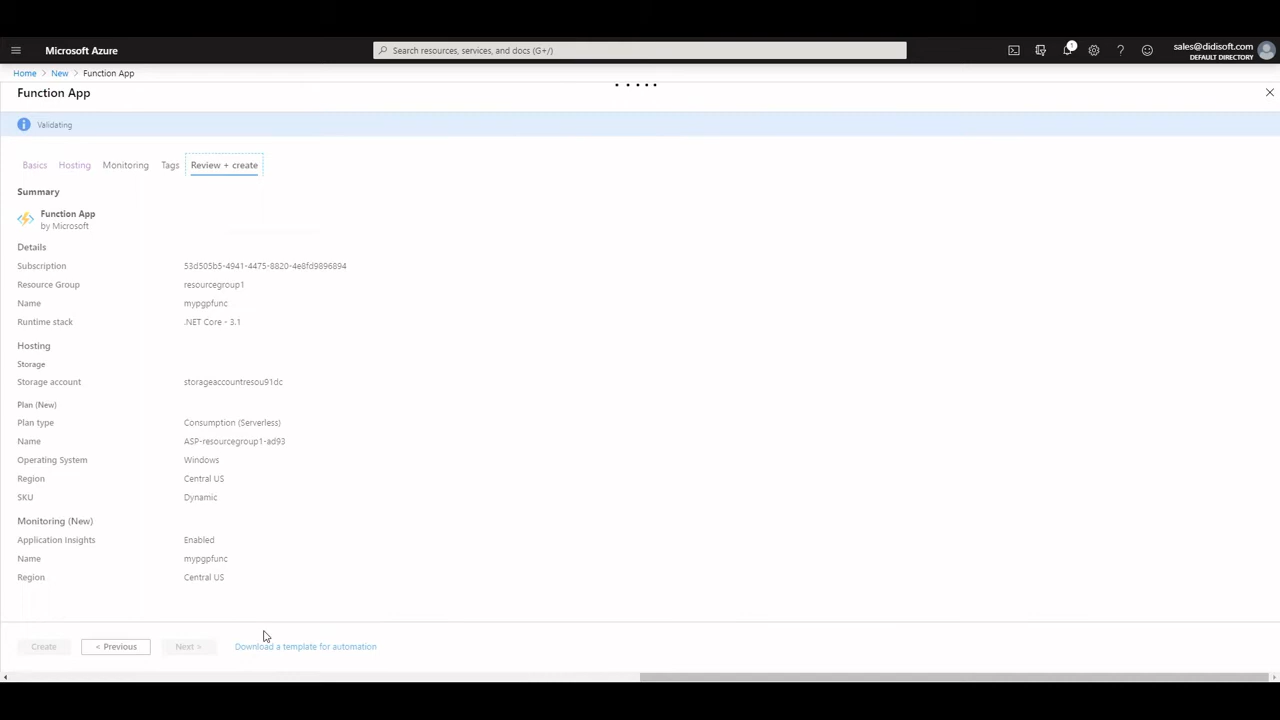 Microsoft Azure
Search resources, services, and docs (G+/)
1
sales@didisoft.com
DEFAULT DIRECTORY
Home > New > Function App
Function App
Validating
Basics Hosting Monitoring Tags Review + create
Summary
Function App
by Microsoft
Details
Subscription 53d505b5-4941-4475-8820-4e8fd9896894
Resource Group resourcegroup1
Name mypgpfunc
Runtime stack .NET Core - 3.1
Hosting
Storage
Storage account storageaccountresou91dc
Plan (New)
Plan type Consumption (Serverless)
Name ASP-resourcegroup1-ad93
Operating System Windows
Region Central US
SKU Dynamic
Monitoring (New)
Application Insights Enabled
Name mypgpfunc
Region Central US
Create < Previous Next > Download a template for automation